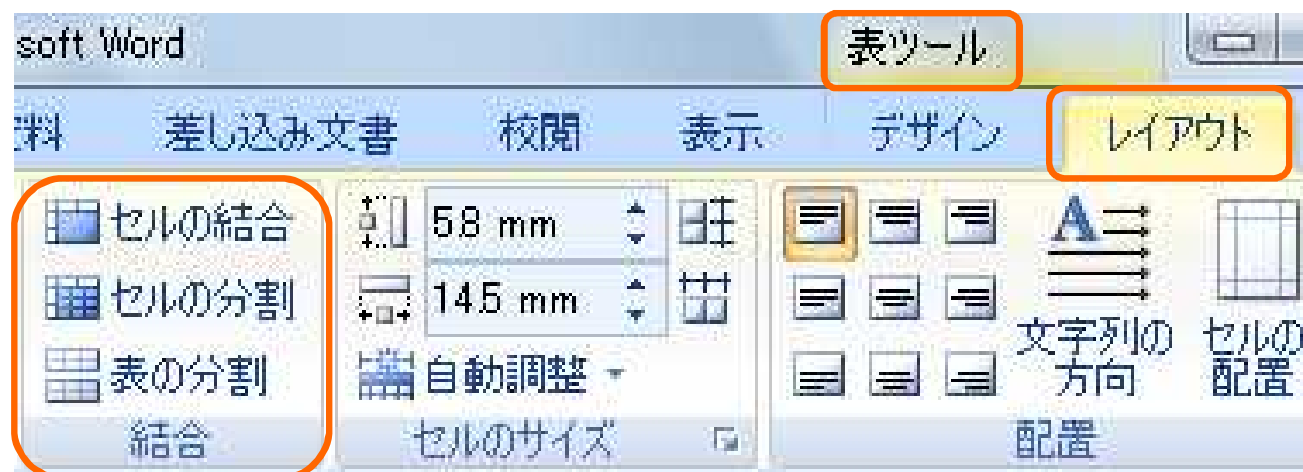 soft Word
表ツール
差し込み文書 校閲 表示 デザイン レイアウト
セルの結合
セルの分割
表の分割
結合
5.8 mm
14.5 mm
自動調整
セルのサイズ
文字列の
方向
セルの
配置
配置